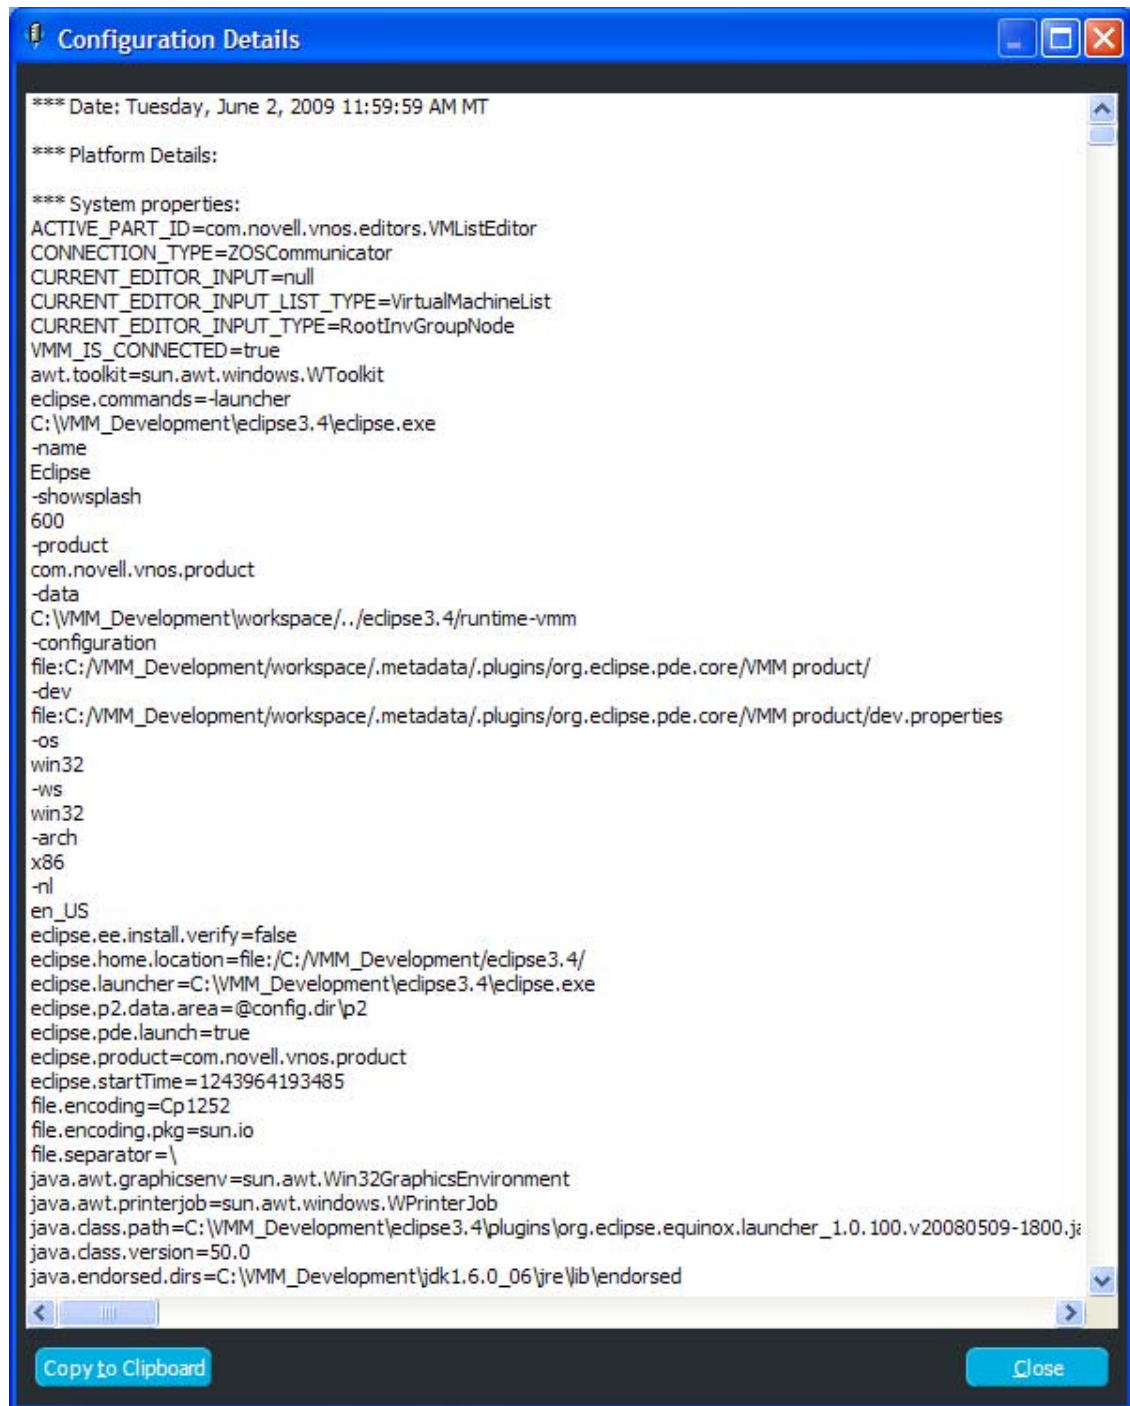 Configuration Details
*** Date: Tuesday, June 2, 2009 11:59:59 AM MT
*** Platform Details:
*** System properties:
ACTIVE_PART_ID=com.novell.vnos.editors.VMListEditor
CONNECTION_TYPE=ZOSCommunicator
CURRENT_EDITOR_INPUT=null
CURRENT_EDITOR_INPUT_LIST_TYPE=VirtualMachineList
CURRENT_EDITOR_INPUT_TYPE=RootInvGroupNode
VMM_IS_CONNECTED=true
awt.toolkit=sun.awt.windows.WToolkit
eclipse.commands=-launcher
C:\VMM_Development\eclipse3.4\eclipse.exe
-name
Eclipse
-showsplash
600
-product
com.novell.vnos.product
-data
C:\VMM_Development\workspace/../eclipse3.4/runtime-vmm
-configuration
file:C:/VMM_Development/workspace/.metadata/.plugins/org.eclipse.pde.core/VMM product/
-dev
file:C:/VMM_Development/workspace/.metadata/.plugins/org.eclipse.pde.core/VMM product/dev.properties
-os
win32
-ws
win32
-arch
x86
-nl
en_US
eclipse.ee.install.verify=false
eclipse.home.location=file:/C:/VMM_Development/eclipse3.4/
eclipse.launcher=C:\VMM_Development\eclipse3.4\eclipse.exe
eclipse.p2.data.area=@config.dir\p2
eclipse.pde.launch=true
eclipse.product=com.novell.vnos.product
eclipse.startTime=1243964193485
file.encoding=Cp1252
file.encoding.pkg=sun.io
file.separator=\
java.awt.graphicsenv=sun.awt.Win32GraphicsEnvironment
java.awt.printerjob=sun.awt.windows.WPrinterJob
java.class.path=C:\VMM_Development\eclipse3.4\plugins\org.eclipse.equinox.launcher_1.0.100.v20080509-1800.ja
java.class.version=50.0
java.endorsed.dirs=C:\VMM_Development\jdk1.6.0_06\jre\lib\endorsed
Copy to Clipboard
Close